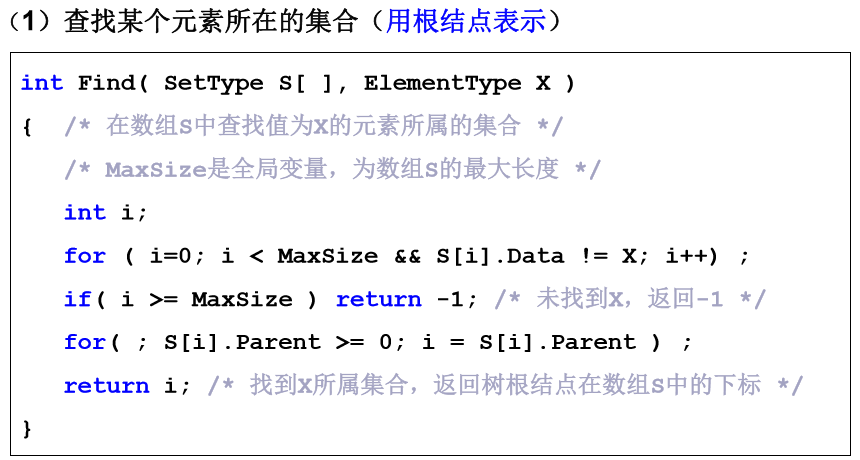 （1）查找某个元素所在的集合（用根结点表示）
int Find( SetType S[ ], ElementType X )
{ /* 在数组S中查找值为X的元素所属的集合 */
/* MaxSize是全局变量，为数组S的最大长度 */
int i;
for ( i=0; i < MaxSize && S[i].Data != X; i++) ;
if( i >= MaxSize ) return -1; /* 未找到X，返回-1 */
for( ; S[i].Parent >= 0; i = S[i].Parent ) ;
return i; /* 找到X所属集合，返回树根结点在数组S中的下标 */
}